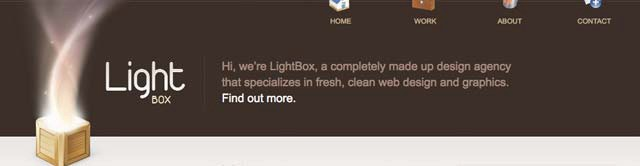 HOME WORK ABOUT CONTACT
Light
BOX
Hi, we're LightBox, a completely made up design agency
that specializes in fresh, clean web design and graphics.
Find out more.